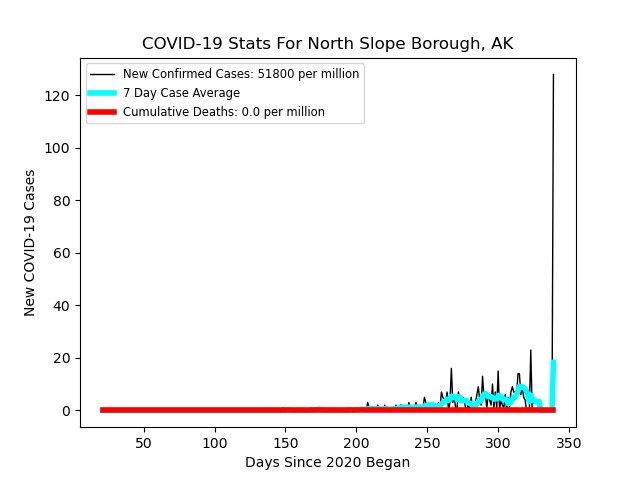 COVID-19 Stats For North Slope Borough, AK
New Confirmed Cases: 51800 per million
7 Day Case Average
Cumulative Deaths: 0.0 per million
New COVID-19 Cases
120
100
80
60
40
20
0
50 100 150 200 250 300 350
Days Since 2020 Began